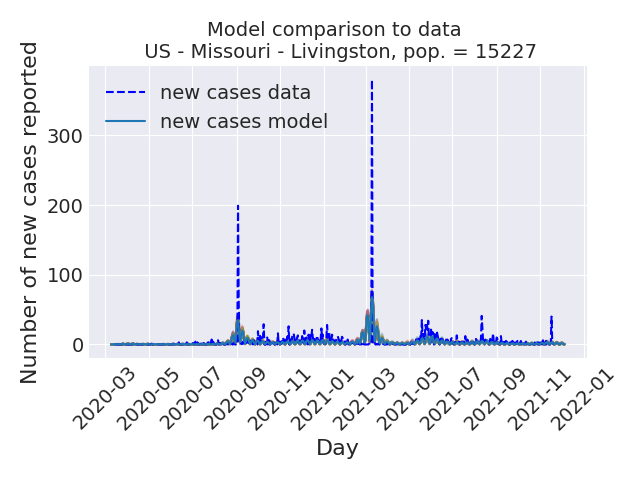 Model comparison to data
US - Missouri - Livingston, pop. = 15227
Number of new cases reported
new cases data
new cases model
300
200
100
0
2020-03
2020-05
2020-07
2020-09
2020-11
2021-01
2021-03
2021-05
2021-07
2021-09
2021-11
2022-01
Day